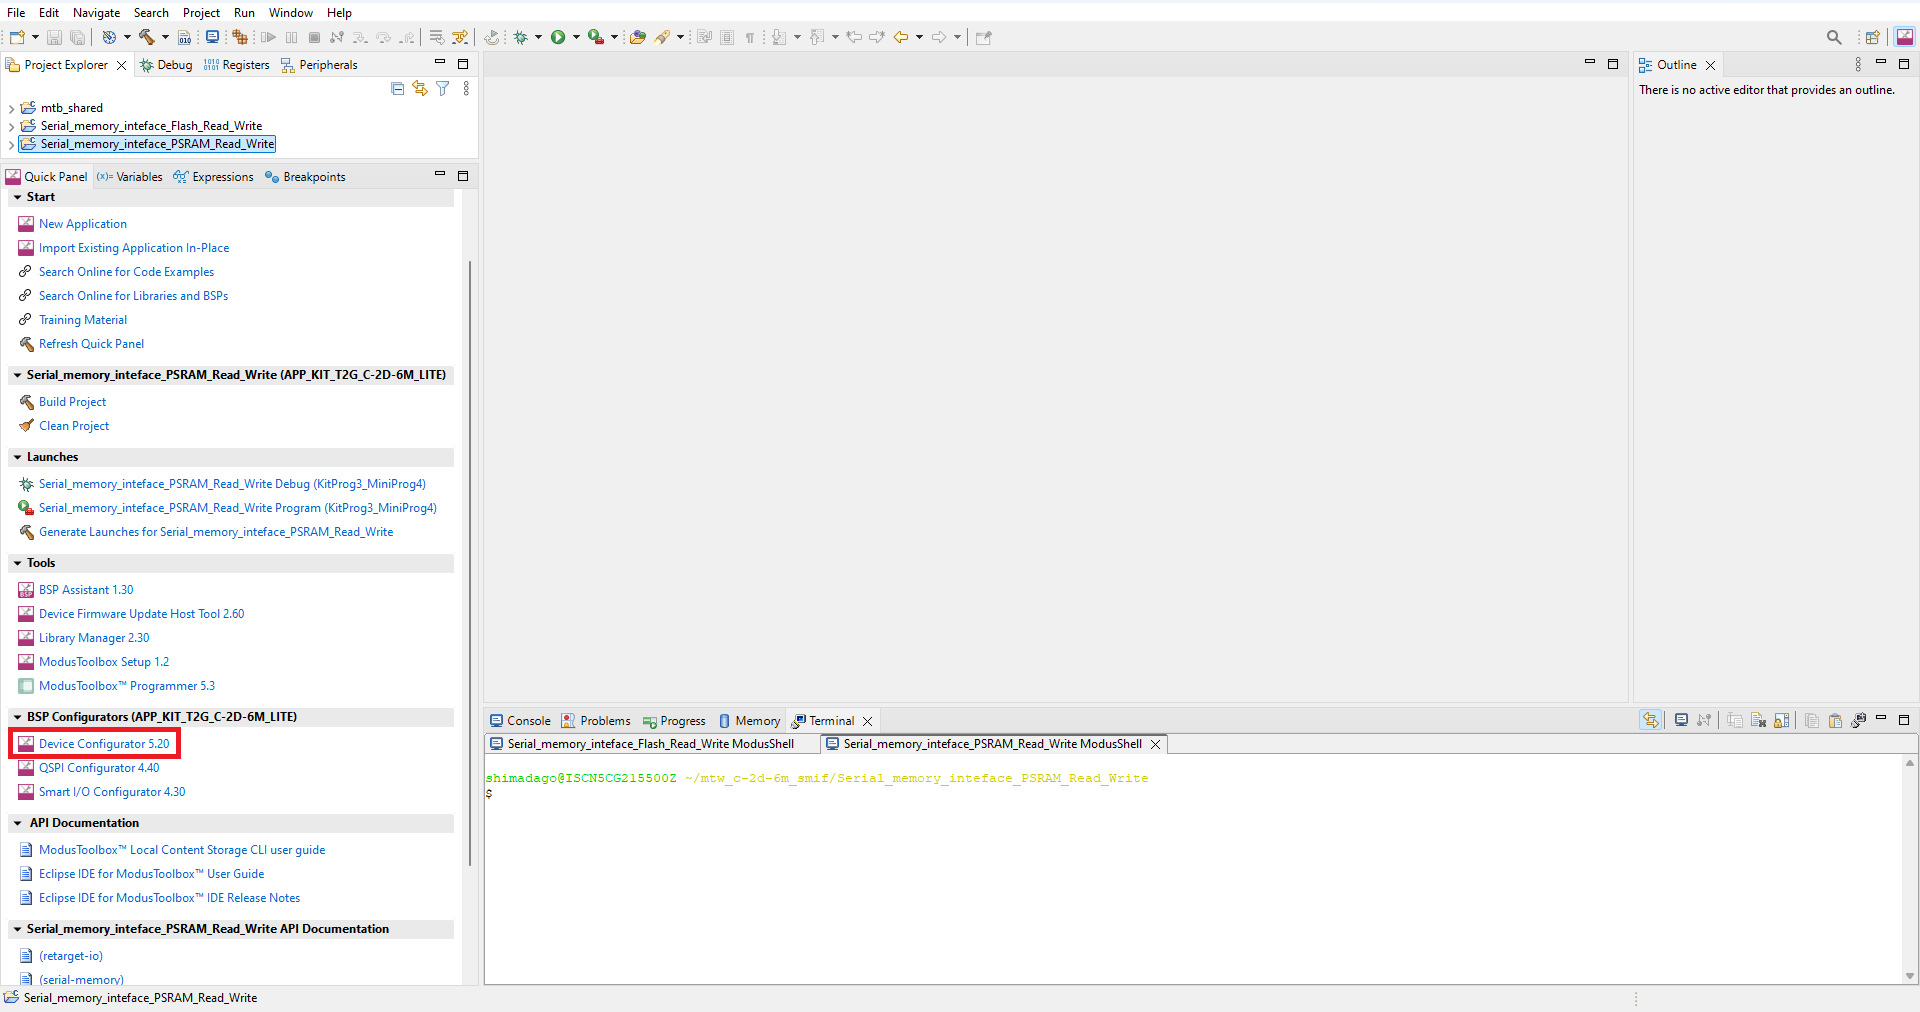 File Edit Navigate Search Project Run Window Help
Project Explorer Debug Registers Peripherals
mtb_shared
Serial_memory_inteface_Flash_Read_Write
Serial_memory_inteface_PSRAM_Read_Write
Quick Panel (x)= Variables Expressions Breakpoints
Start
New Application
Import Existing Application In-Place
Search Online for Code Examples
Search Online for Libraries and BSPs
Training Material
Refresh Quick Panel
Serial_memory_inteface_PSRAM_Read_Write (APP_KIT_T2G_C-2D-6M_LITE)
Build Project
Clean Project
Launches
Serial_memory_inteface_PSRAM_Read_Write Debug (KitProg3_MiniProg4)
Serial_memory_inteface_PSRAM_Read_Write Program (KitProg3_MiniProg4)
Generate Launches for Serial_memory_inteface_PSRAM_Read_Write
Tools
BSP Assistant 1.30
Device Firmware Update Host Tool 2.60
Library Manager 2.30
ModusToolbox Setup 1.2
ModusToolbox™ Programmer 5.3
BSP Configurators (APP_KIT_T2G_C-2D-6M_LITE)
Device Configurator 5.20
QSPI Configurator 4.40
Smart I/O Configurator 4.30
API Documentation
ModusToolbox™ Local Content Storage CLI user guide
Eclipse IDE for ModusToolbox™ User Guide
Eclipse IDE for ModusToolbox™ IDE Release Notes
Serial_memory_inteface_PSRAM_Read_Write API Documentation
(retarget-io)
(serial-memory)
Serial_memory_inteface_PSRAM_Read_Write
Outline
There is no active editor that provides an outline.
Console Problems Progress Memory Terminal
Serial_memory_inteface_Flash_Read_Write ModusShell Serial_memory_inteface_PSRAM_Read_Write ModusShell
shimadago@ISCN5CG215500Z ~/mtw_c-2d-6m_smif/Serial_memory_inteface_PSRAM_Read_Write
$